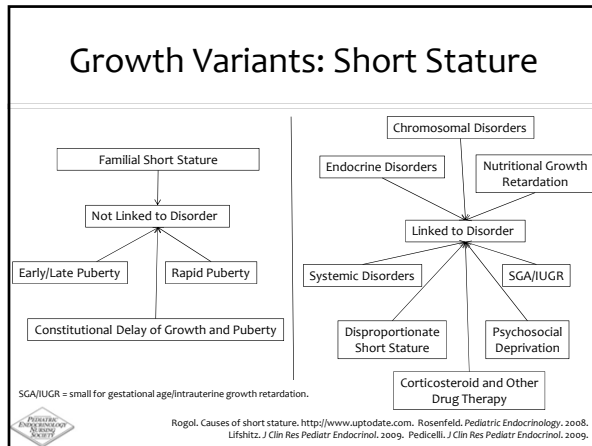 Growth Variants: Short Stature
Familial Short Stature
Not Linked to Disorder
Early/Late Puberty
Rapid Puberty
Constitutional Delay of Growth and Puberty
Chromosomal Disorders
Endocrine Disorders
Nutritional Growth
Retardation
Linked to Disorder
Systemic Disorders
SGA/IUGR
Disproportionate
Short Stature
Psychosocial
Deprivation
Corticosteroid and Other
Drug Therapy
SGA/IUGR = small for gestational age/intrauterine growth retardation.
PEDIATRIC
ENDOCRINOLOGY
NURSING
SOCIETY
Rogol. Causes of short stature. http://www.uptodate.com. Rosenfeld. Pediatric Endocrinology. 2008.
Lifshitz. J Clin Res Pediatr Endocrinol. 2009. Pedicelli. J Clin Res Pediatr Endocrinol. 2009.